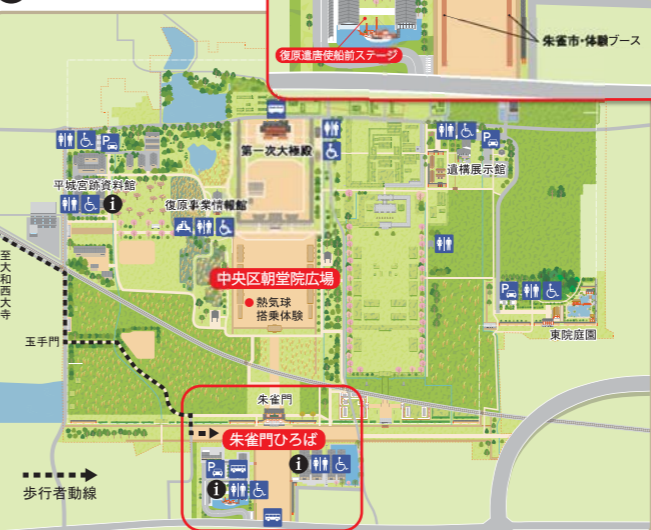 復原遣唐使船前ステージ
朱雀市・体験ブース
第一次大極殿
平城宮跡資料館
復原事業情報館
遺構展示館
中央区朝堂院広場
熱気球
搭乗体験
至大和西大寺
玉手門
東院庭園
朱雀門
朱雀門ひろば
歩行者動線
P
P
P
P
i
i
i